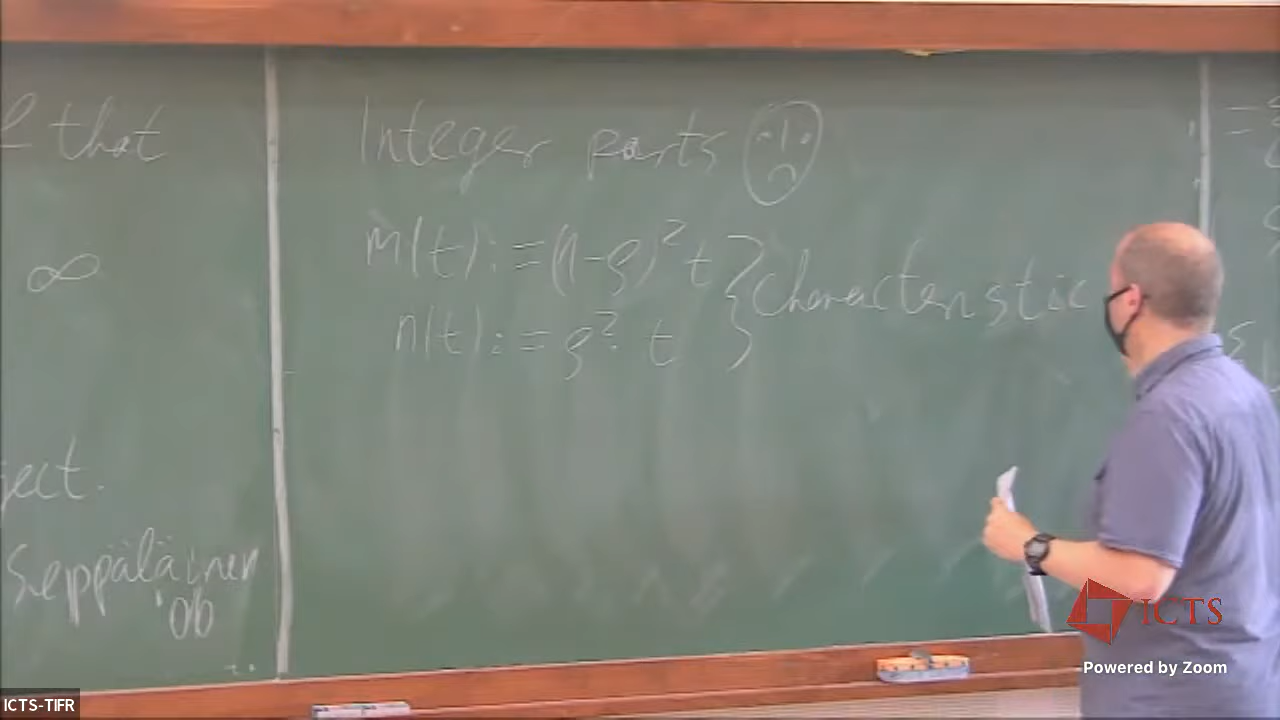 that
∞
ject.
Seppäläinen
'06
Integer parts
m(t) := (1-ρ)² t
n(t) := ρ² t
} Characteristic
ICTS
Powered by Zoom
ICTS-TIFR